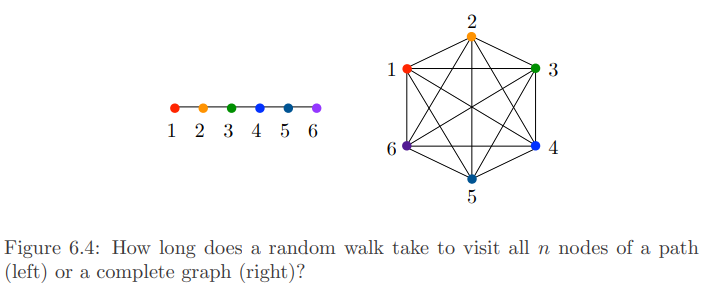 1 2 3 4 5 6
2
1 3
6 4
5
Figure 6.4: How long does a random walk take to visit all n nodes of a path
(left) or a complete graph (right)?